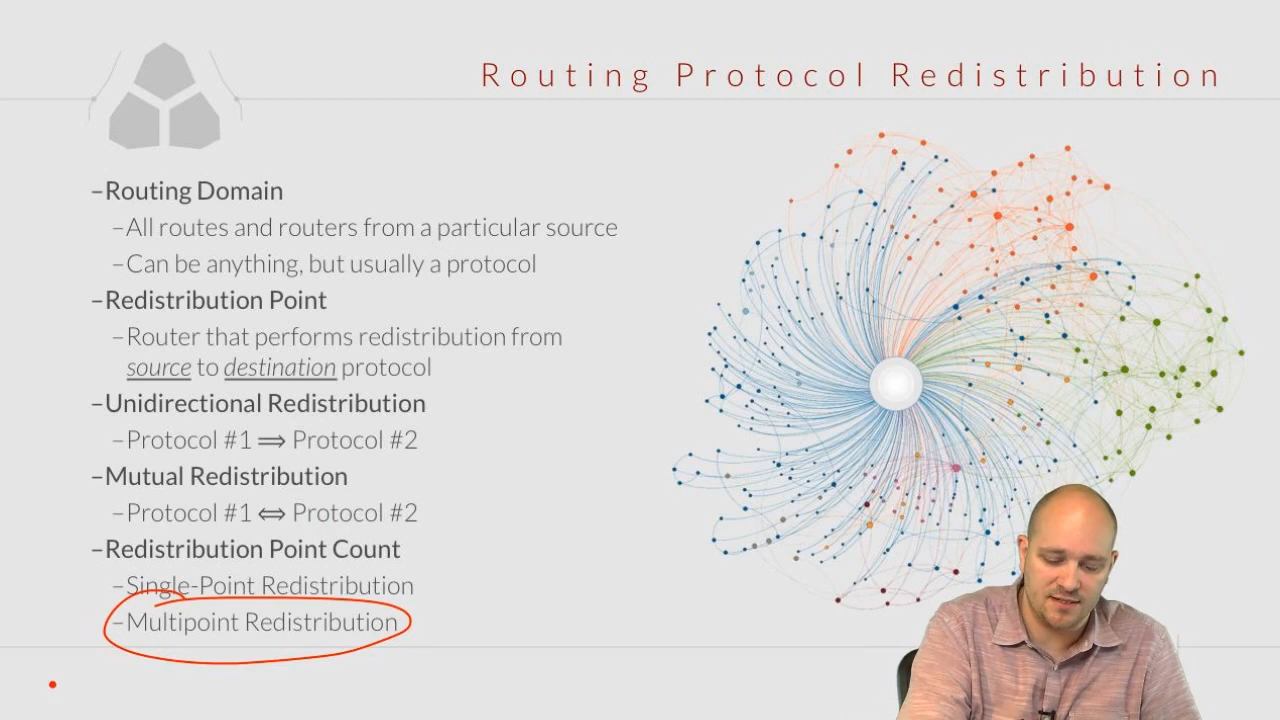 Routing Protocol Redistribution
–Routing Domain
–All routes and routers from a particular source
–Can be anything, but usually a protocol
–Redistribution Point
–Router that performs redistribution from
source to destination protocol
–Unidirectional Redistribution
–Protocol #1 ⟹ Protocol #2
–Mutual Redistribution
–Protocol #1 ⟺ Protocol #2
–Redistribution Point Count
–Single-Point Redistribution
–Multipoint Redistribution